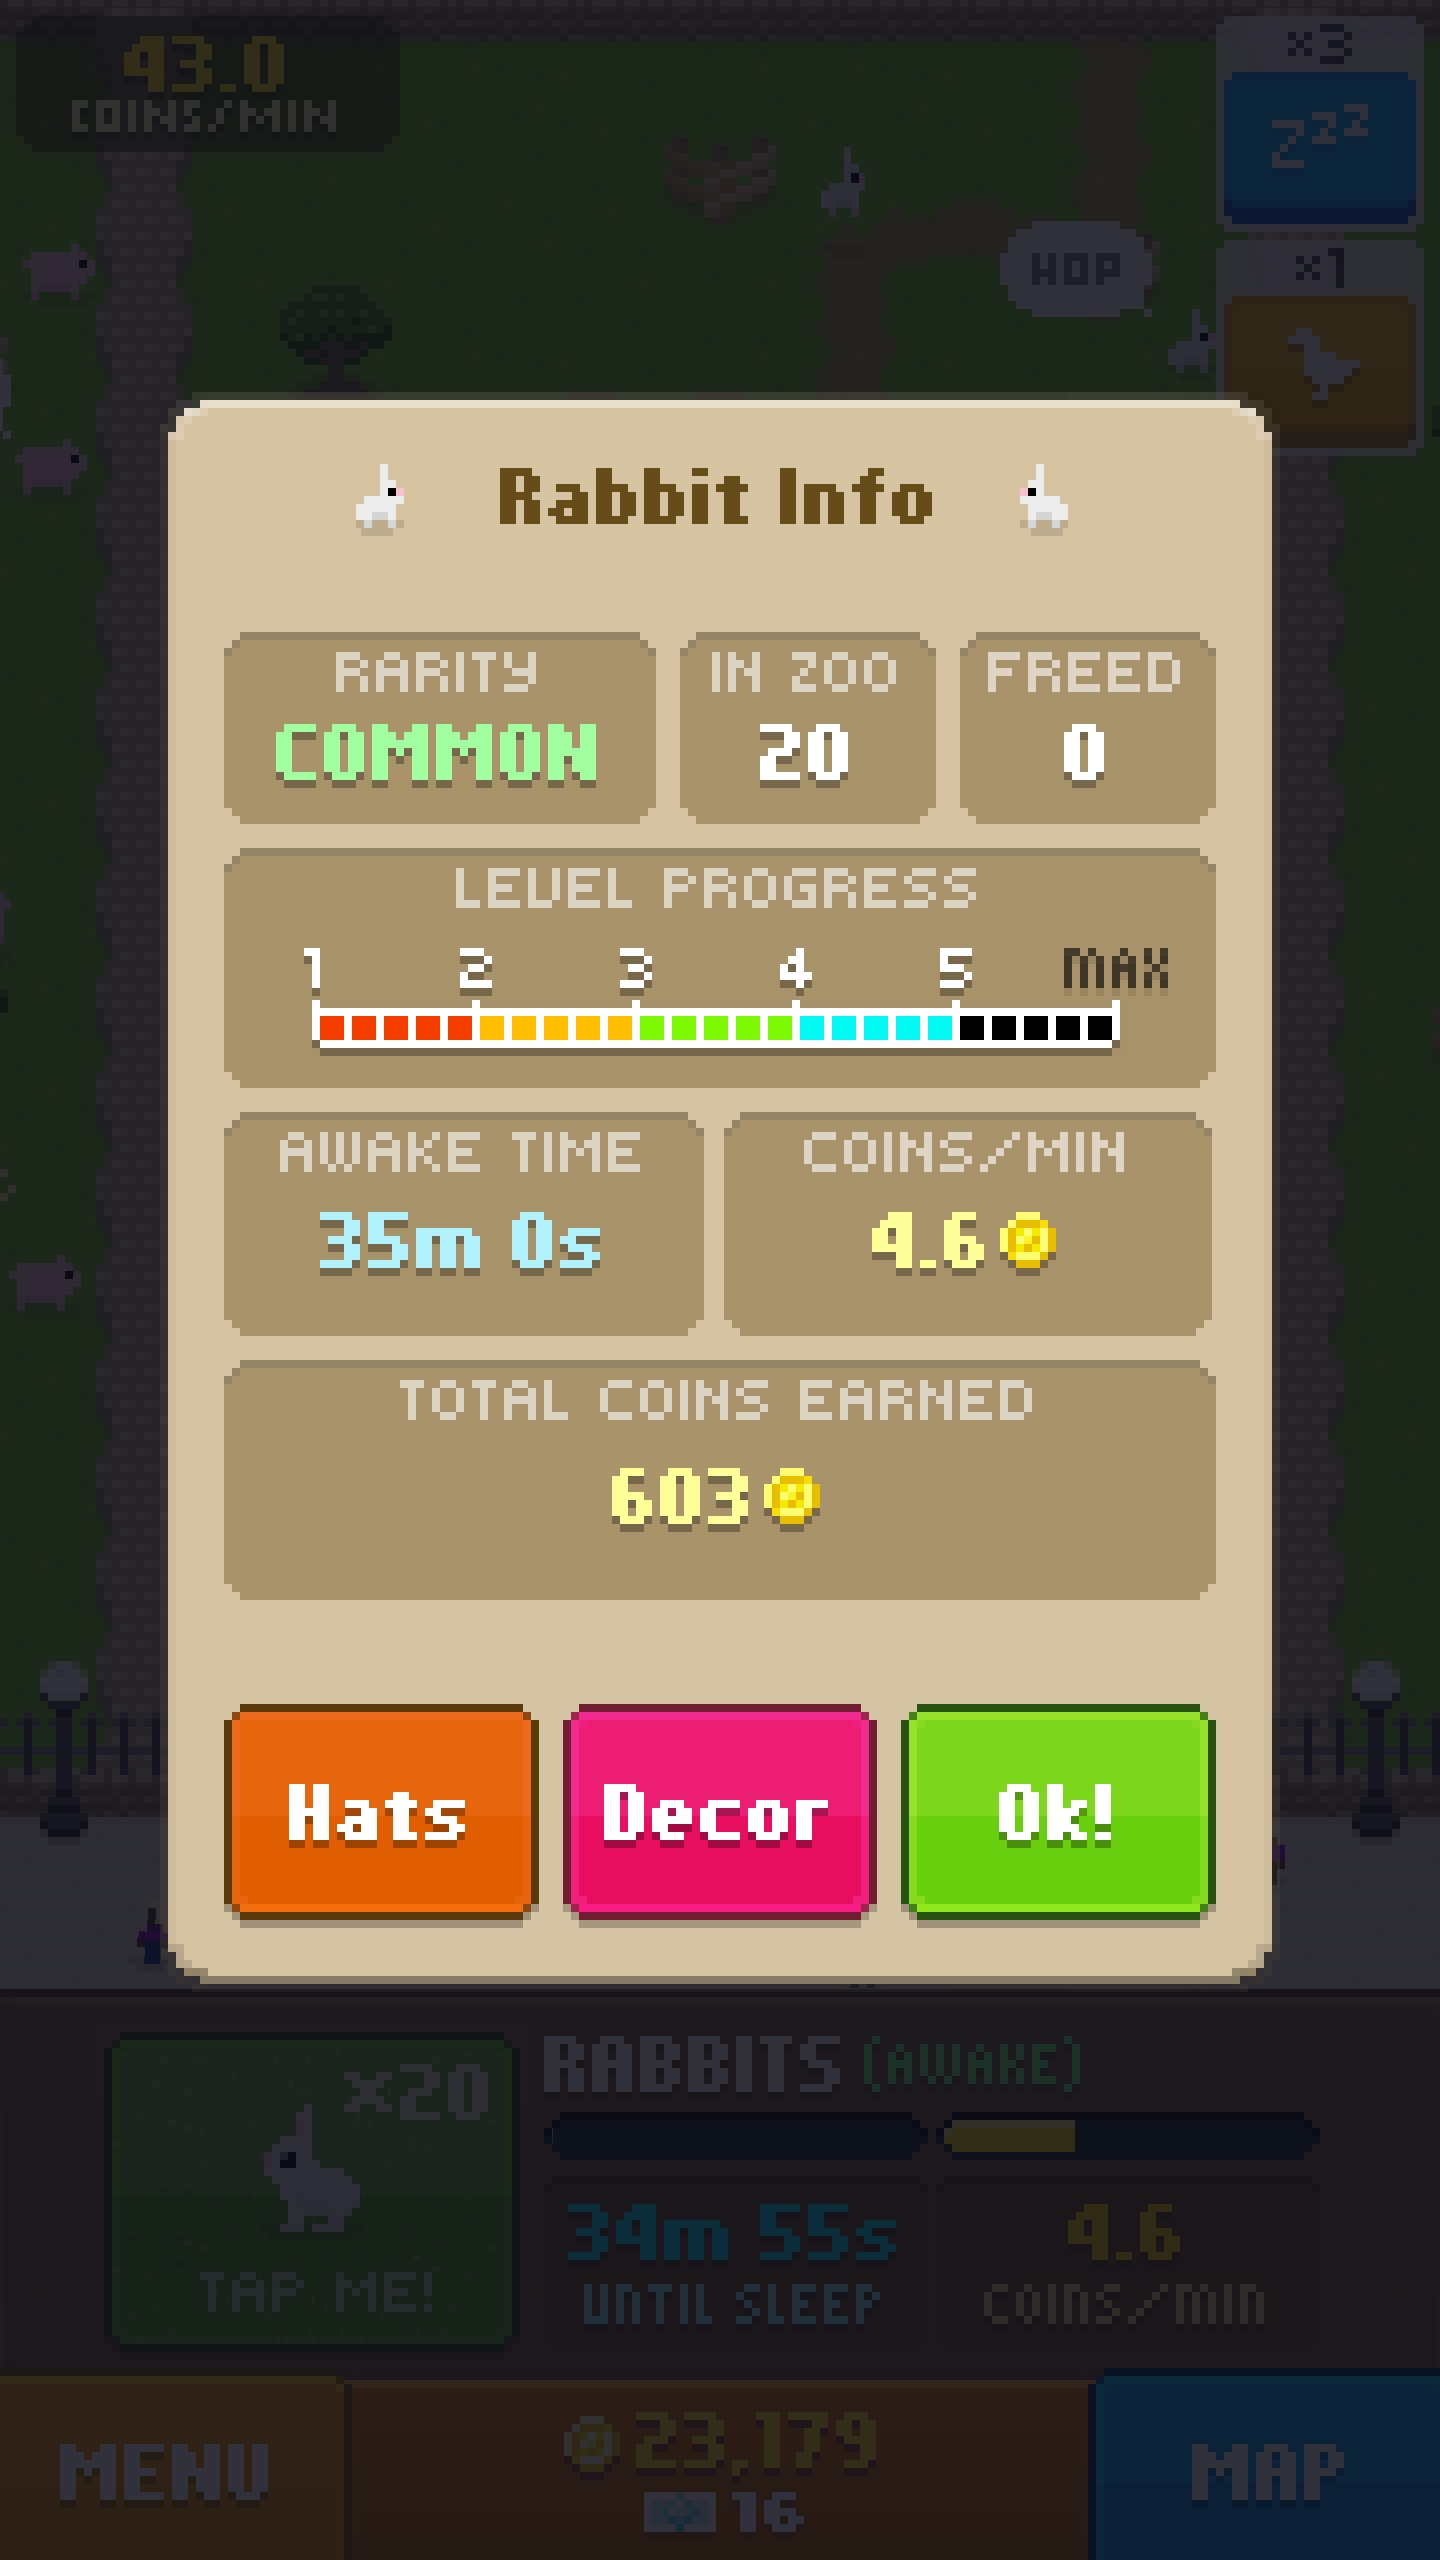 43.0
COINS/MIN
x3
zzz
HOP
x1
Rabbit Info
RARITY
COMMON
IN ZOO
20
FREED
0
LEVEL PROGRESS
1 2 3 4 5 MAX
AWAKE TIME
35m 0s
COINS/MIN
4.6
TOTAL COINS EARNED
603
Hats
Decor
Ok!
x20
TAP ME!
RABBITS (AWAKE)
34m 55s
UNTIL SLEEP
4.6
COINS/MIN
MENU
23,179
16
MAP